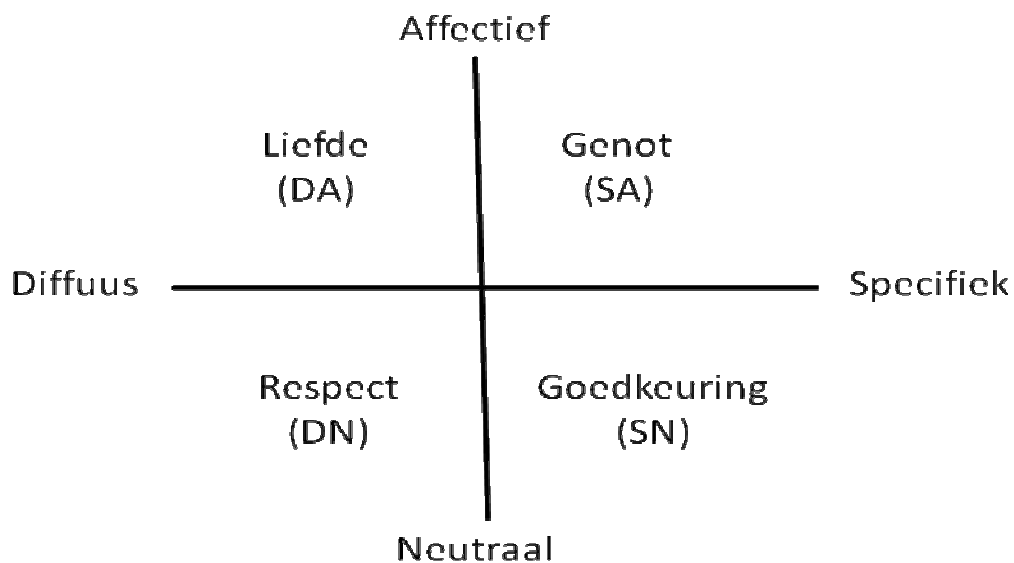 Affectief
Liefde
(DA)
Genot
(SA)
Diffuus
Specifiek
Respect
(DN)
Goedkeuring
(SN)
Neutraal